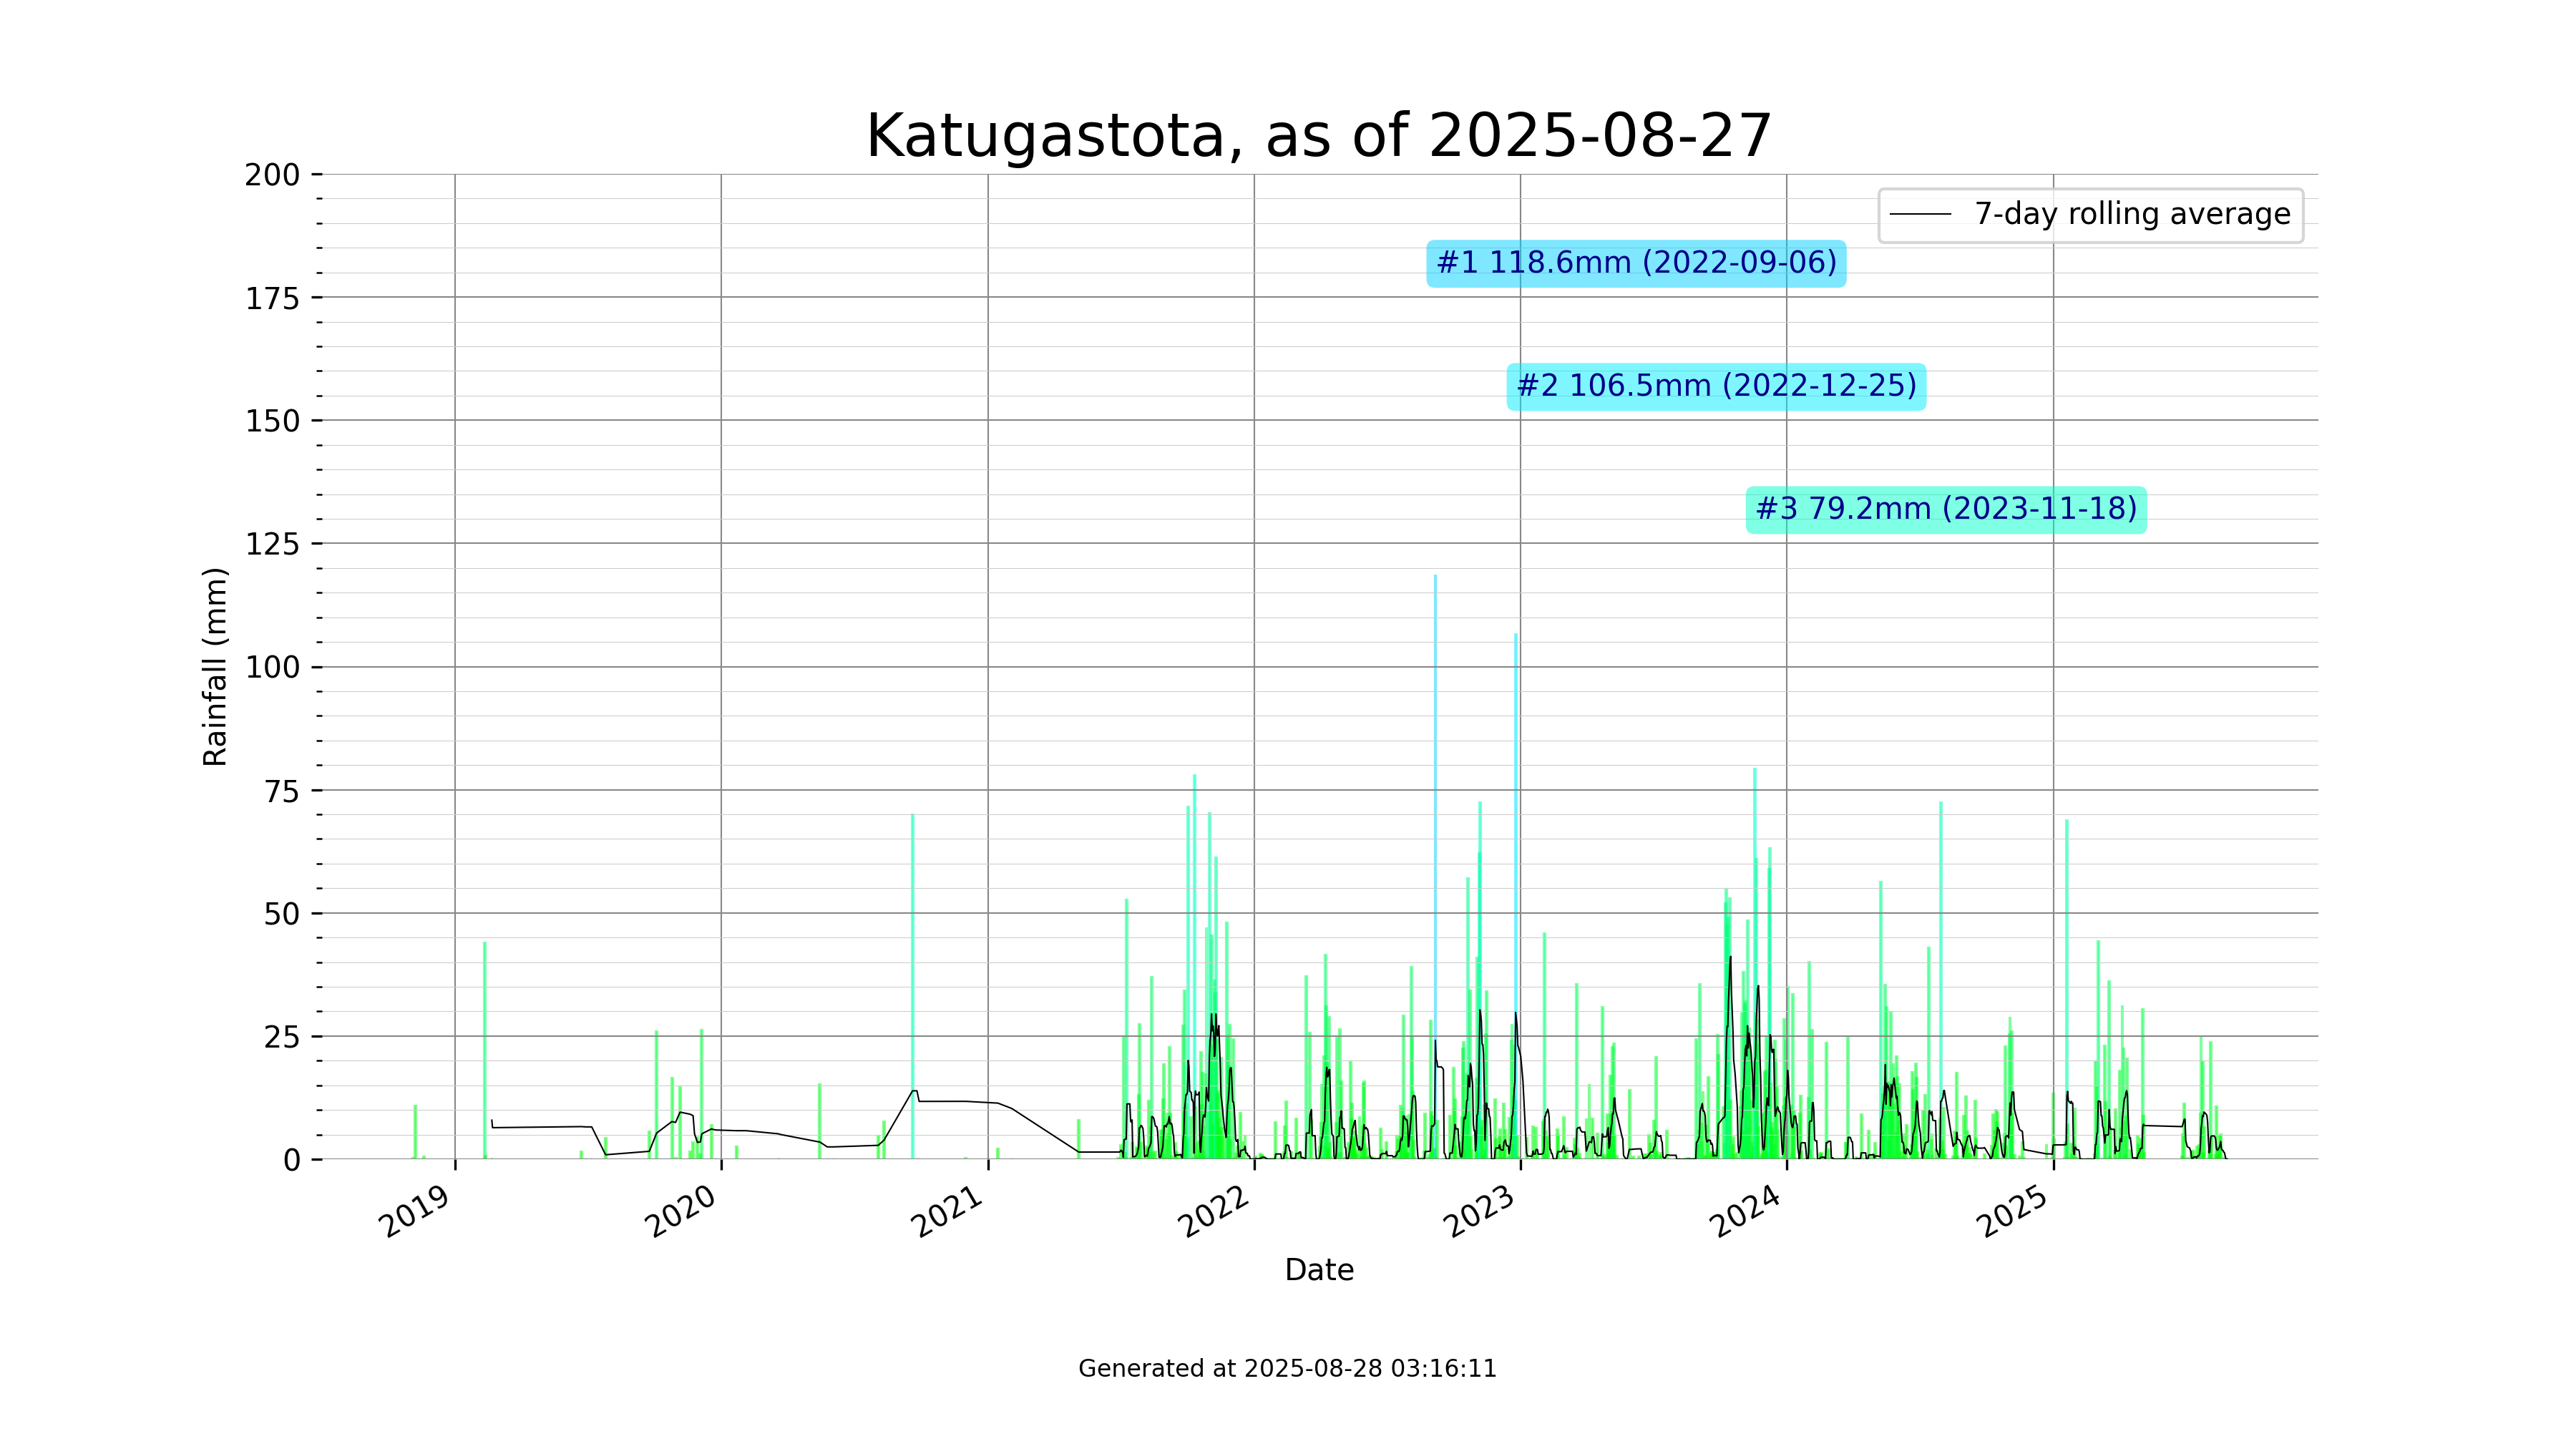 Katugastota, as of 2025-08-27
200
175
150
125
100
75
50
25
0
Rainfall (mm)
7-day rolling average
#1 118.6mm (2022-09-06)
#2 106.5mm (2022-12-25)
#3 79.2mm (2023-11-18)
2019
2020
2021
2022
2023
2024
2025
Date
Generated at 2025-08-28 03:16:11